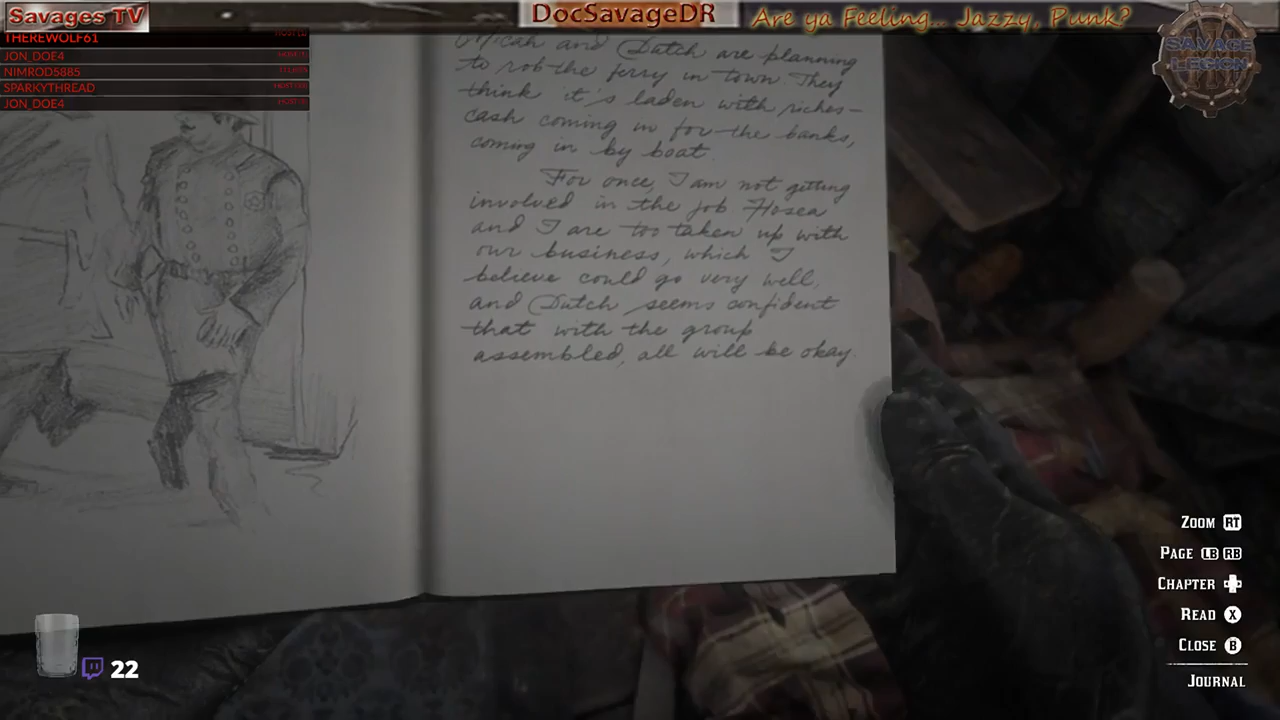 Savages TV
DocSavageDR
Are ya Feeling... Jazzy, Punk?
SAVAGE
LEGION
THEREWOLF61
JON_DOE4
NIMROD5885
SPARKYTHREAD
JON_DOE4
Micah and Dutch are planning
to rob the ferry in town. They
think it's laden with riches—
cash coming in for the banks,
coming in by boat.
For once, I am not getting
involved in the job. Hosea
and I are too taken up with
our business, which I
believe could go very well,
and Dutch seems confident
that with the group
assembled, all will be okay.
22
ZOOM RT
PAGE LB RB
CHAPTER
READ X
CLOSE B
JOURNAL